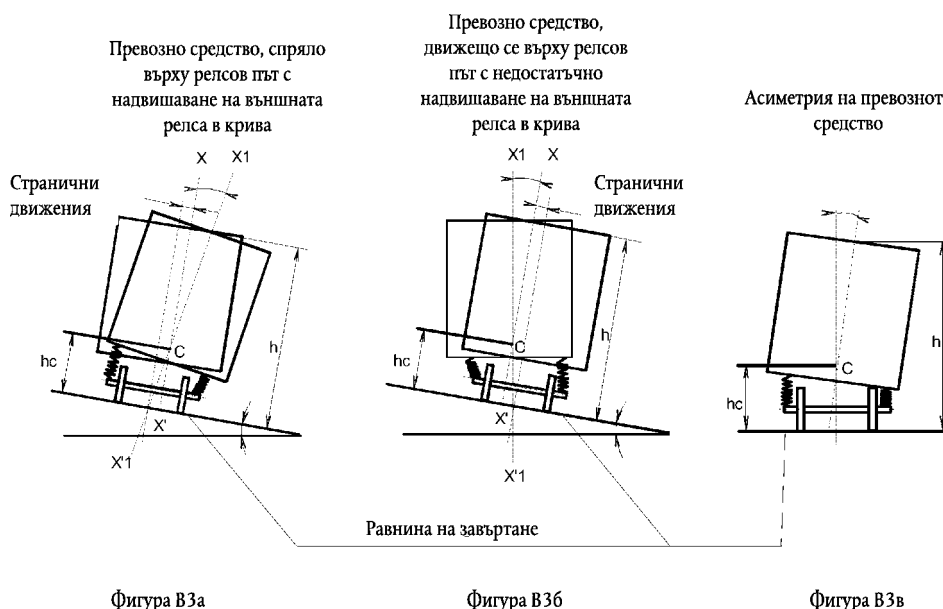 Превозно средство, спряло
върху релсов път с
надвишаване на външната
релса в крива
Превозно средство,
движещо се върху релсов
път с недостатъчно
надвишаване на външната
релса в крива
Асиметрия на превознот
средство
X
X1
Странични
движения
X1
X
Странични
движения
C
h
hc
X'
X'1
C
h
hc
X'
X'1
C
h
hc
Равнина на завъртане
Фигура В3а
Фигура В3б
Фигура В3в